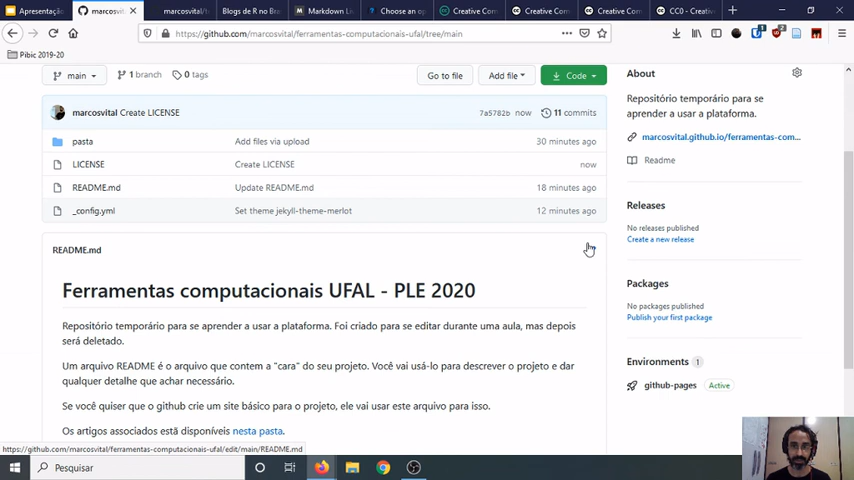 Apresentação
marcosv
marcosvital/
Blogs de R no Br
Markdown Li
Choose an op
Creative Com
Creative Com
Creative Com
CC0 - Creativ
https://github.com/marcosvital/ferramentas-computacionais-ufal/tree/main
Pibic 2019-20
main
1 branch
0 tags
Go to file
Add file
Code
marcosvital Create LICENSE
7a5782b now
11 commits
pasta
Add files via upload
30 minutes ago
LICENSE
Create LICENSE
now
README.md
Update README.md
18 minutes ago
_config.yml
Set theme jekyll-theme-merlot
12 minutes ago
README.md
Ferramentas computacionais UFAL - PLE 2020
Repositório temporário para se aprender a usar a plataforma. Foi criado para se editar durante uma aula, mas depois
será deletado.
Um arquivo README é o arquivo que contem a "cara" do seu projeto. Você vai usá-lo para descrever o projeto e dar
qualquer detalhe que achar necessário.
Se você quiser que o github crie um site básico para o projeto, ele vai usar este arquivo para isso.
Os artigos associados estã disponíveis nesta pasta.
About
Repositório temporário para se
aprender a usar a plataforma.
marcosvital.github.io/ferramentas-com...
Readme
Releases
No releases published
Create a new release
Packages
No packages published
Publish your first package
Environments 1
github-pages Active
https://github.com/marcosvital/ferramentas-computacionais-ufal/edit/main/README.md
Pesquisar